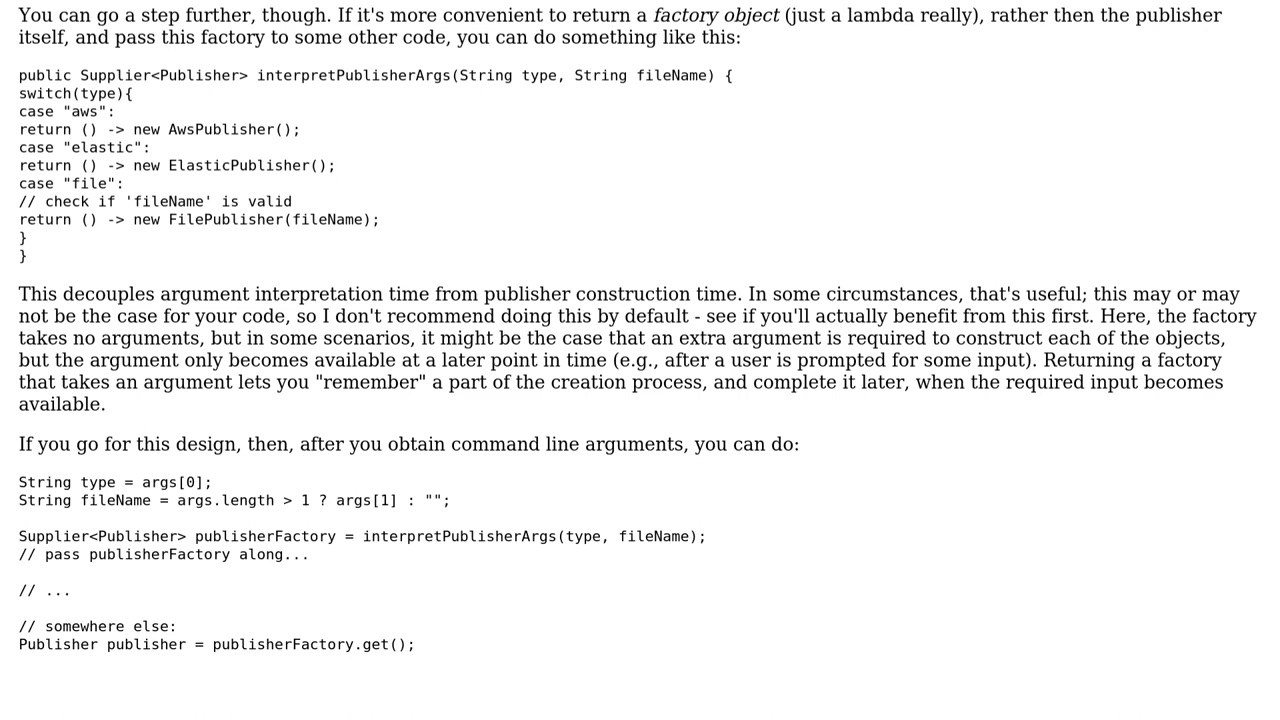 You can go a step further, though. If it's more convenient to return a factory object (just a lambda really), rather then the publisher
itself, and pass this factory to some other code, you can do something like this:
public Supplier<Publisher> interpretPublisherArgs(String type, String fileName) {
switch(type){
case "aws":
return () -> new AwsPublisher();
case "elastic":
return () -> new ElasticPublisher();
case "file":
// check if 'fileName' is valid
return () -> new FilePublisher(fileName);
}
}
This decouples argument interpretation time from publisher construction time. In some circumstances, that's useful; this may or may
not be the case for your code, so I don't recommend doing this by default - see if you'll actually benefit from this first. Here, the factory
takes no arguments, but in some scenarios, it might be the case that an extra argument is required to construct each of the objects,
but the argument only becomes available at a later point in time (e.g., after a user is prompted for some input). Returning a factory
that takes an argument lets you "remember" a part of the creation process, and complete it later, when the required input becomes
available.
If you go for this design, then, after you obtain command line arguments, you can do:
String type = args[0];
String fileName = args.length > 1 ? args[1] : "";
Supplier<Publisher> publisherFactory = interpretPublisherArgs(type, fileName);
// pass publisherFactory along...
// ...
// somewhere else:
Publisher publisher = publisherFactory.get();